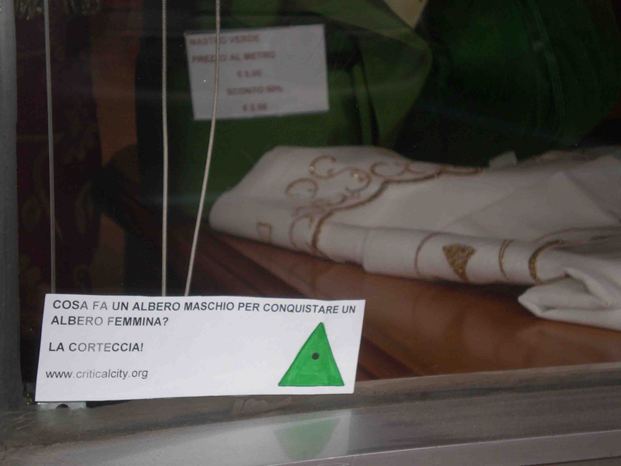 NASTRO VERDE
PREZZO AL METRO
SCONTO 50%
COSA FA UN ALBERO MASCHIO PER CONQUISTARE UN
ALBERO FEMMINA?
LA CORTECCIA!
www.criticalcity.org